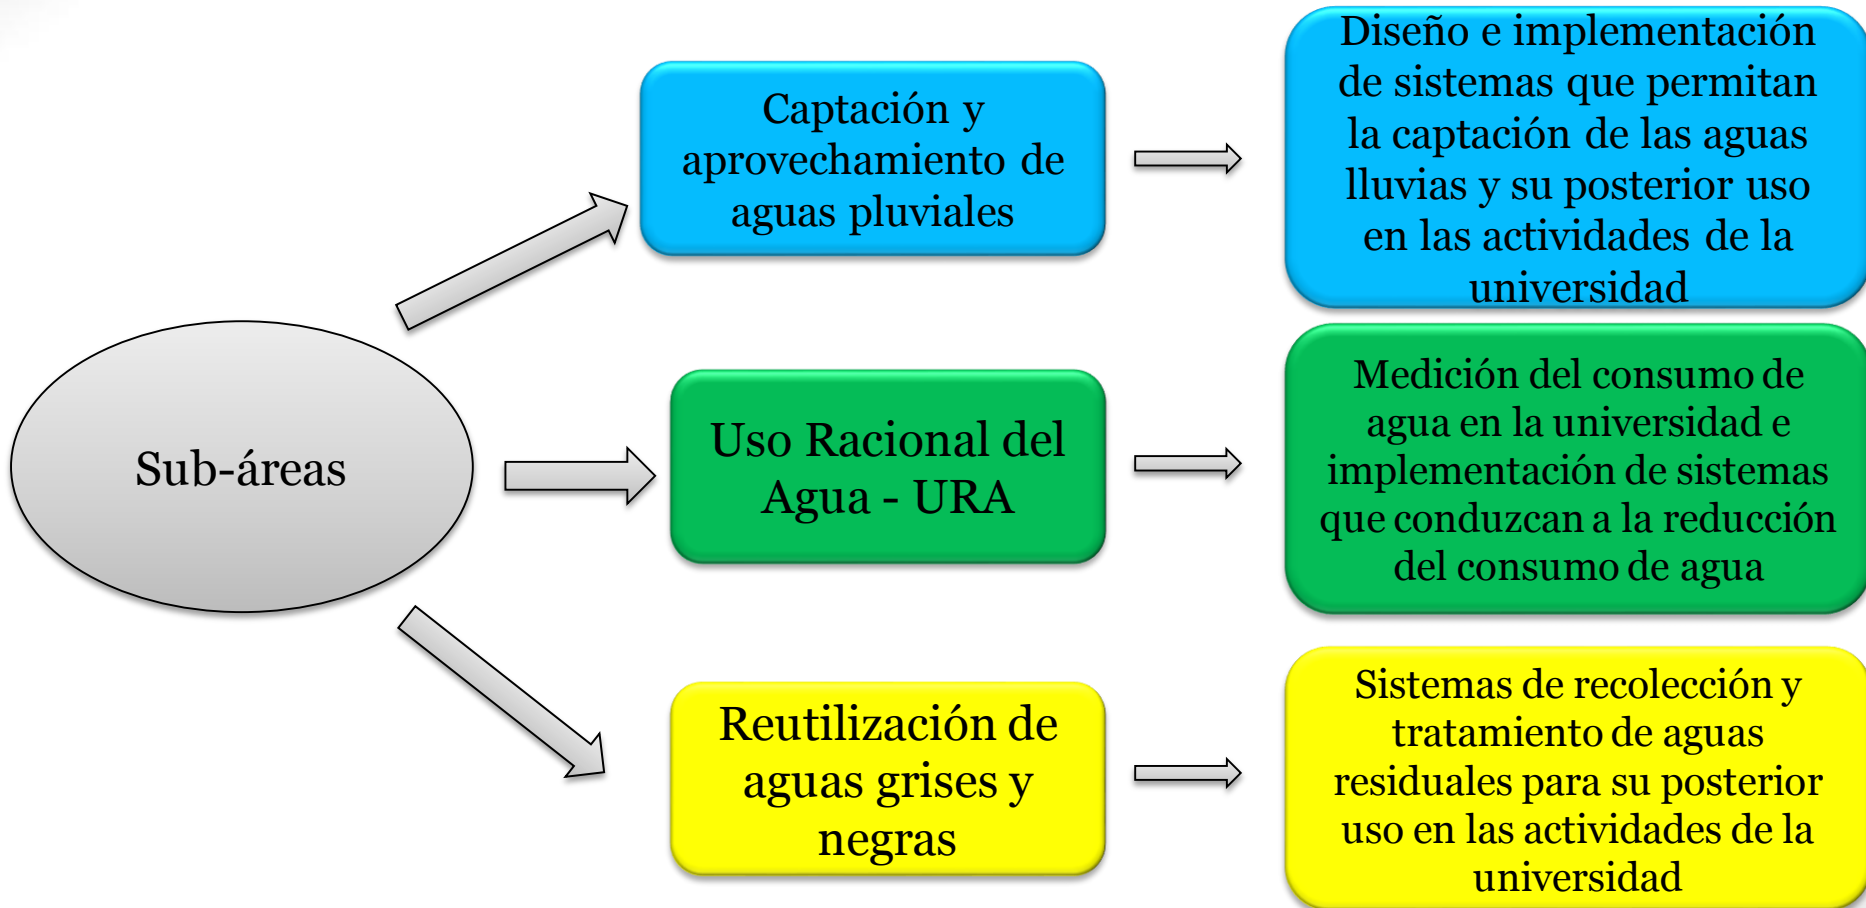 Sub-áreas
Captación y
aprovechamiento de
aguas pluviales
Diseño e implementación
de sistemas que permitan
la captación de las aguas
lluvias y su posterior uso
en las actividades de la
universidad
Uso Racional del
Agua - URA
Medición del consumo de
agua en la universidad e
implementación de sistemas
que conduzcan a la reducción
del consumo de agua
Reutilización de
aguas grises y
negras
Sistemas de recolección y
tratamiento de aguas
residuales para su posterior
uso en las actividades de la
universidad